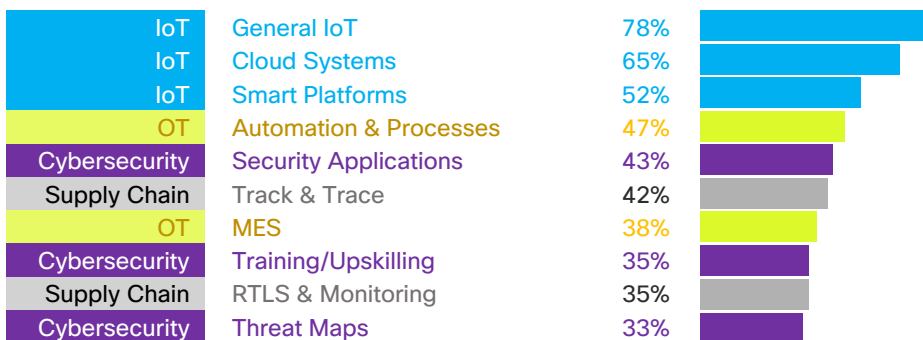 IoT General IoT 78%
IoT Cloud Systems 65%
IoT Smart Platforms 52%
OT Automation & Processes 47%
Cybersecurity Security Applications 43%
Supply Chain Track & Trace 42%
OT MES 38%
Cybersecurity Training/Upskilling 35%
Supply Chain RTLS & Monitoring 35%
Cybersecurity Threat Maps 33%